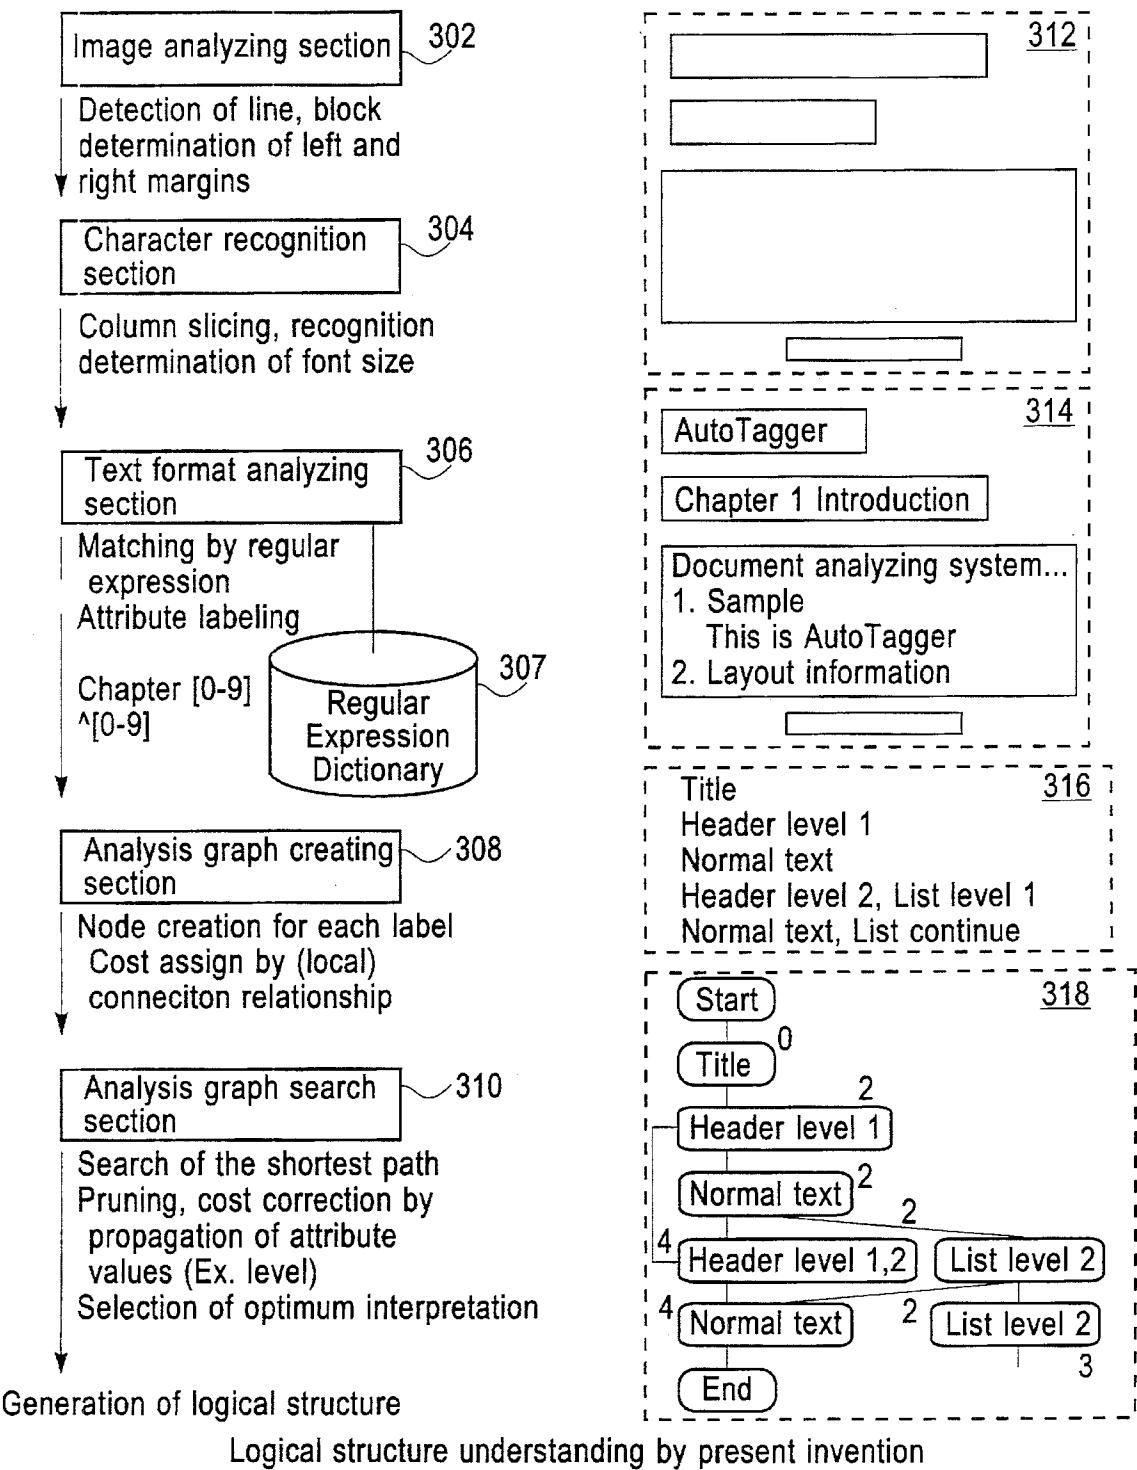 Image analyzing section
302
Detection of line, block
determination of left and
right margins
Character recognition
section
304
Column slicing, recognition
determination of font size
Text format analyzing
section
306
Matching by regular
expression
Attribute labeling
Chapter [0-9]
^[0-9]
307
Regular
Expression
Dictionary
Analysis graph creating
section
308
Node creation for each label
Cost assign by (local)
conneciton relationship
Analysis graph search
section
310
Search of the shortest path
Pruning, cost correction by
propagation of attribute
values (Ex. level)
Selection of optimum interpretation
Generation of logical structure
312
314
AutoTagger
Chapter 1 Introduction
Document analyzing system...
1. Sample
This is AutoTagger
2. Layout information
316
Title
Header level 1
Normal text
Header level 2, List level 1
Normal text, List continue
318
Start
0
Title
2
Header level 1
Normal text
2
2
4
Header level 1,2
List level 2
4
Normal text
2
List level 2
3
End
Logical structure understanding by present invention